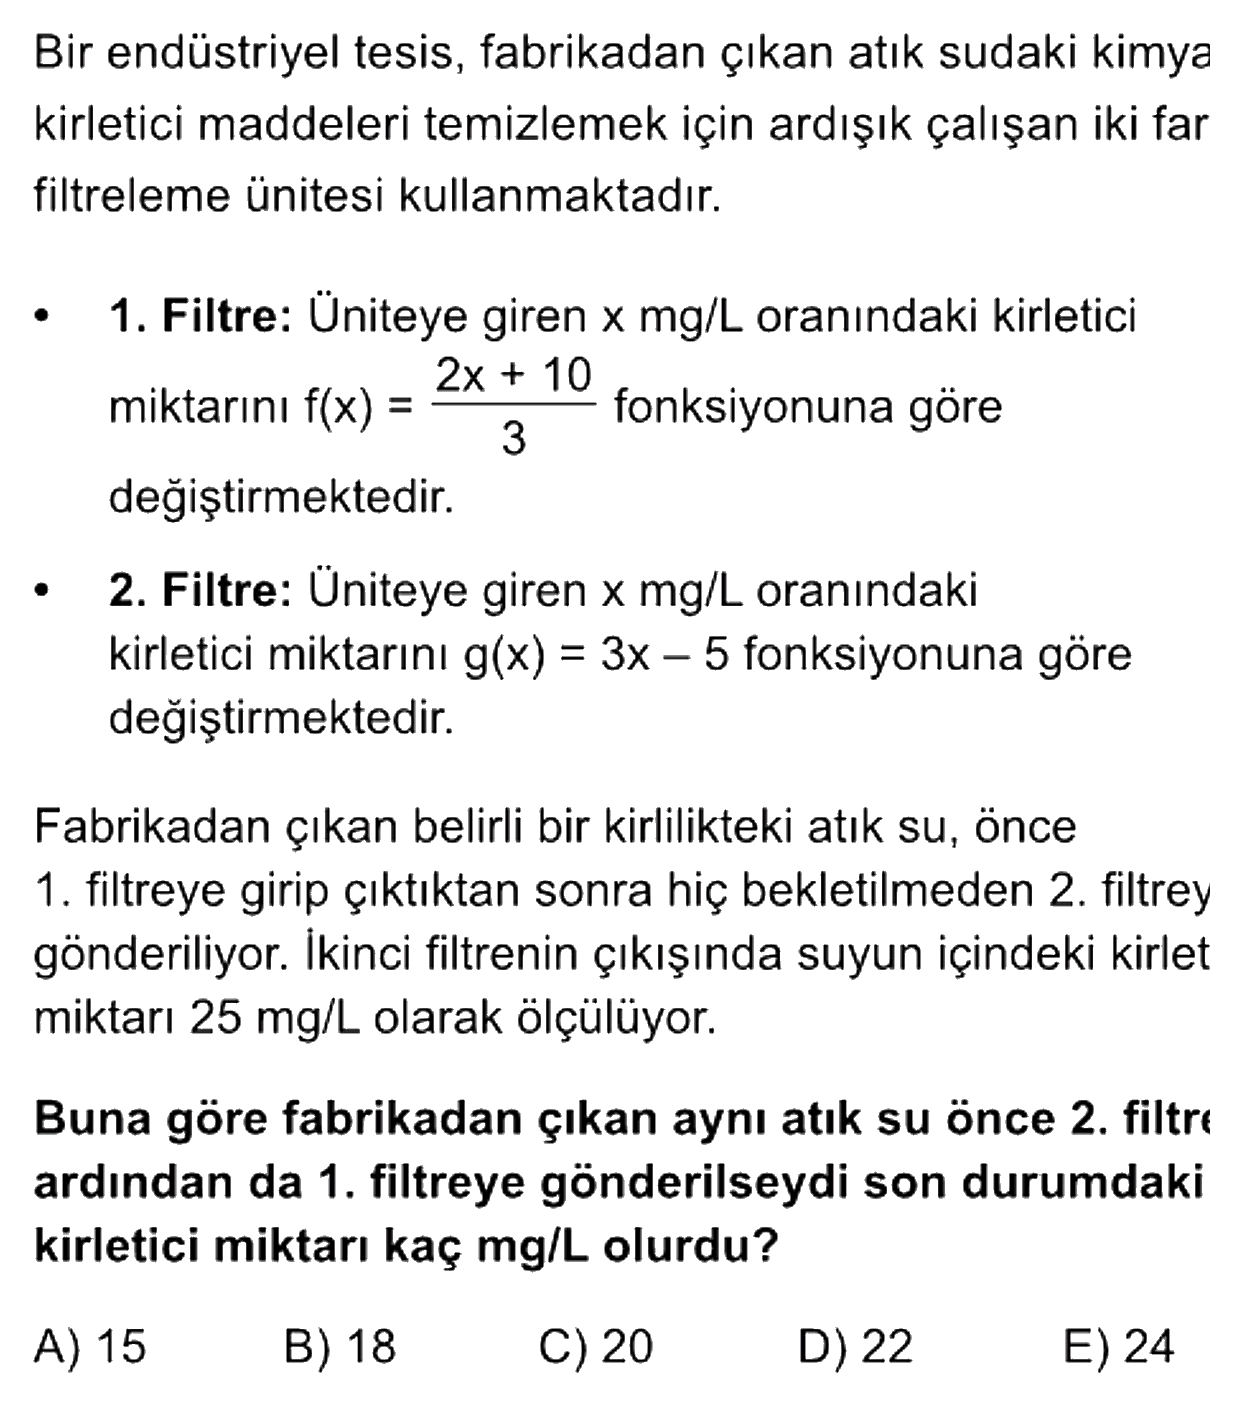 Bir endüstriyel tesis, fabrikadan çıkan atık sudaki kimya
kirletici maddeleri temizlemek için ardışık çalışan iki far
filtreleme ünitesi kullanmaktadır.
• 1. Filtre: Üniteye giren x mg/L oranındaki kirletici
miktarını f(x) = (2x + 10)/3 fonksiyonuna göre
değiştirmektedir.
• 2. Filtre: Üniteye giren x mg/L oranındaki
kirletici miktarını g(x) = 3x – 5 fonksiyonuna göre
değiştirmektedir.
Fabrikadan çıkan belirli bir kirlilikteki atık su, önce
1. filtreye girip çıktıktan sonra hiç bekletilmeden 2. filtrey
gönderiliyor. İkinci filtrenin çıkışında suyun içindeki kirlet
miktarı 25 mg/L olarak ölçülüyor.
Buna göre fabrikadan çıkan aynı atık su önce 2. filtre
ardından da 1. filtreye gönderilseydi son durumdaki
kirletici miktarı kaç mg/L olurdu?
A) 15 B) 18 C) 20 D) 22 E) 24